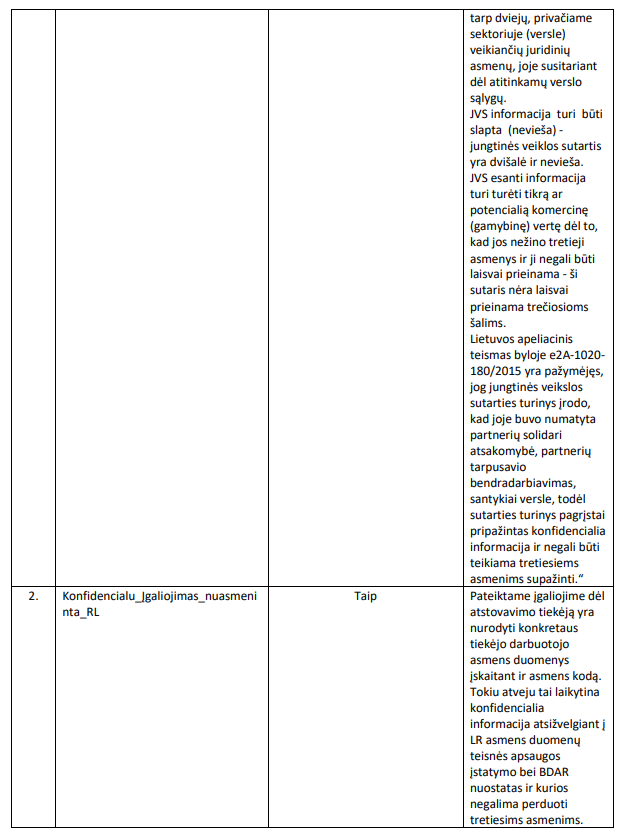 tarp dviejų, privačiame
sektoriuje (versle)
veikiančių juridinių
asmenų, joje susitariant
dėl atitinkamų verslo
sąlygų.
JVS informacija turi būti
slapta (nevieša) -
jungtinės veiklos sutartis
yra dvišalė ir nevieša.
JVS esanti informacija
turi turėti tikrą ar
potencialią komercinę
(gamybinę) vertę dėl to,
kad jos nežino tretieji
asmenys ir ji negali būti
laisvai prieinama - ši
sutaris nėra laisvai
prieinama trečiosioms
šalims.
Lietuvos apeliacinis
teismas byloje e2A-1020-
180/2015 yra pažymėjęs,
jog jungtinės veikslos
sutarties turinys įrodo,
kad joje buvo numatyta
partnerių solidari
atsakomybė, partnerių
tarpusavio
bendradarbiavimas,
santykiai versle, todėl
sutarties turinys pagrįstai
pripažintas konfidencialia
informacija ir negali būti
teikiama tretiesiems
asmenims supažinti.“
2. Konfidencialu_Įgaliojimas_nuasmeni
nta_RL
Taip
Pateiktame įgaliojime dėl
atstovavimo tiekėją yra
nurodyti konkretaus
tiekėjo darbuotojo
asmens duomenys
įskaitant ir asmens kodą.
Tokiu atveju tai laikytina
konfidencialia
informacija atsižvelgiant į
LR asmens duomenų
teisnės apsaugos
įstatymo bei BDAR
nuostatas ir kurios
negalima perduoti
tretiesims asmenims.